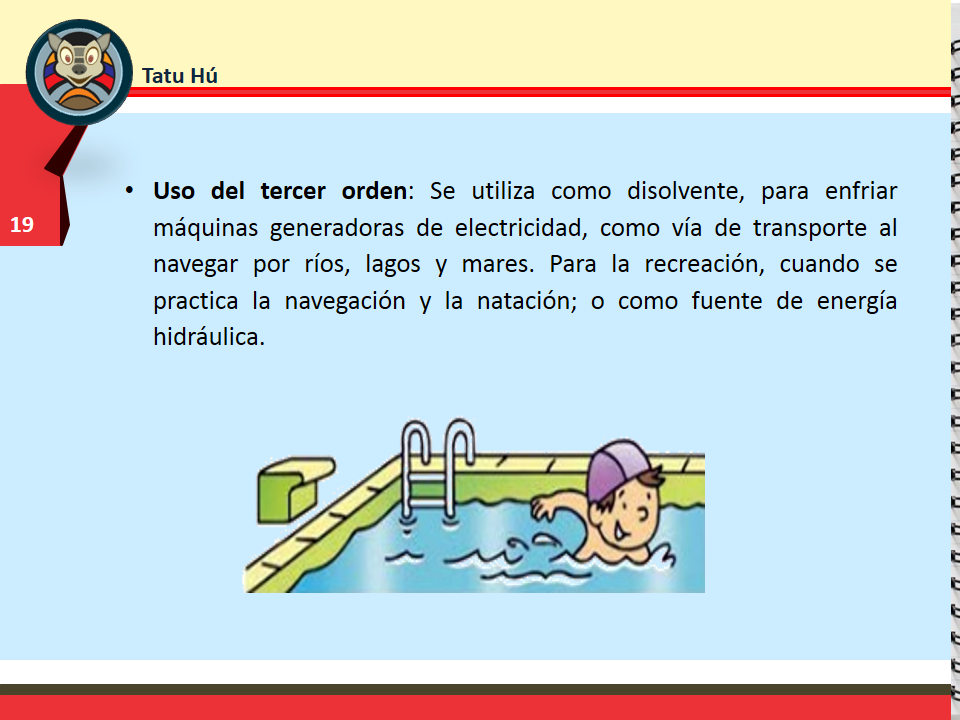 Tatu Hú
• Uso del tercer orden: Se utiliza como disolvente, para enfriar
máquinas generadoras de electricidad, como vía de transporte al
navegar por ríos, lagos y mares. Para la recreación, cuando se
practica la navegación y la natación; o como fuente de energía
hidráulica.
19